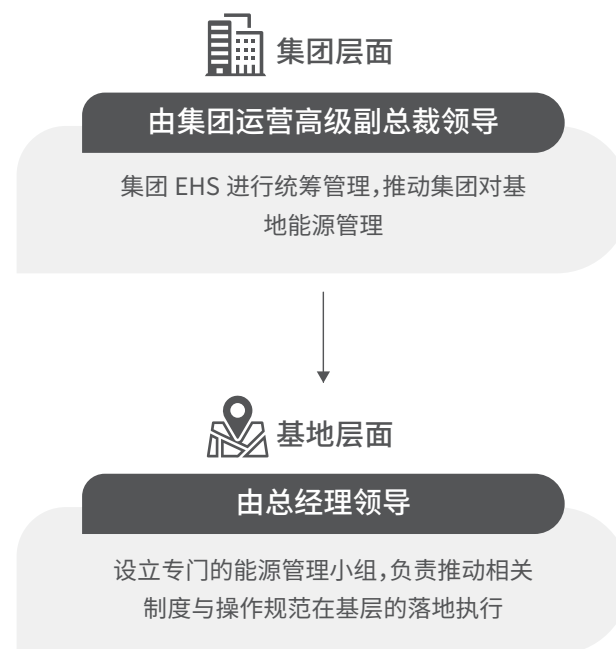 集团层面
由集团运营高级副总裁领导
集团 EHS 进行统筹管理，推动集团对基
地能源管理
基地层面
由总经理领导
设立专门的能源管理小组，负责推动相关
制度与操作规范在基层的落地执行